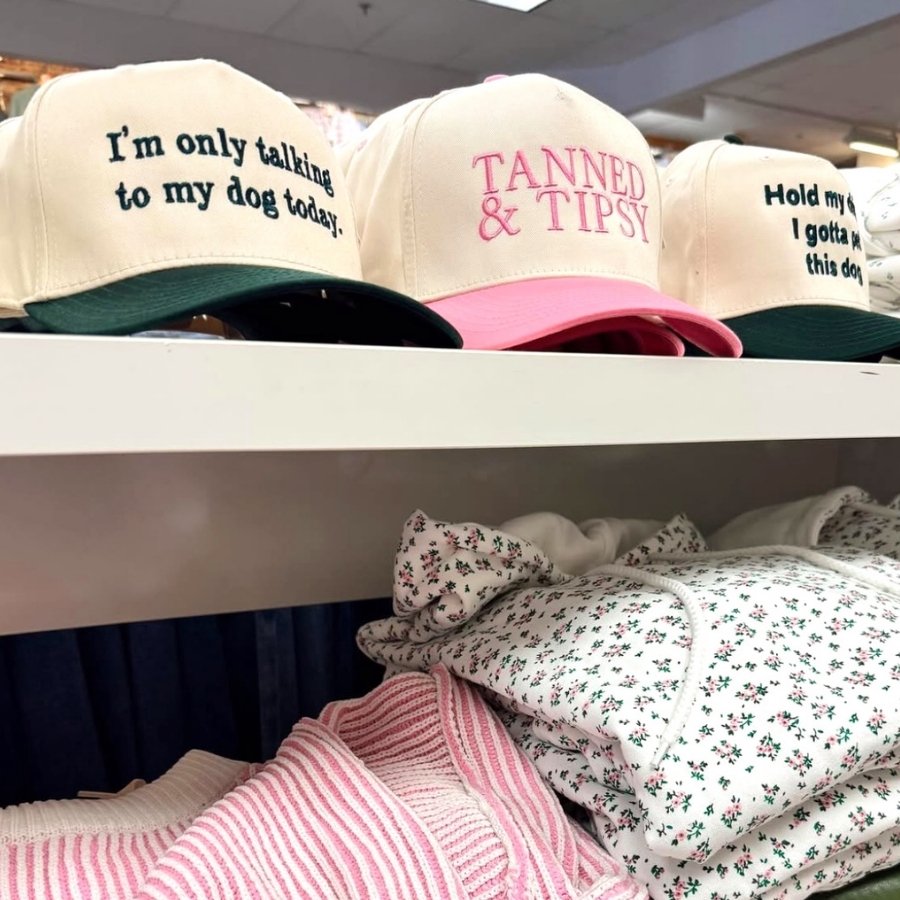 I'm only talking
to my dog today.
TANNED
& TIPSY
Hold my
I gotta
this dog